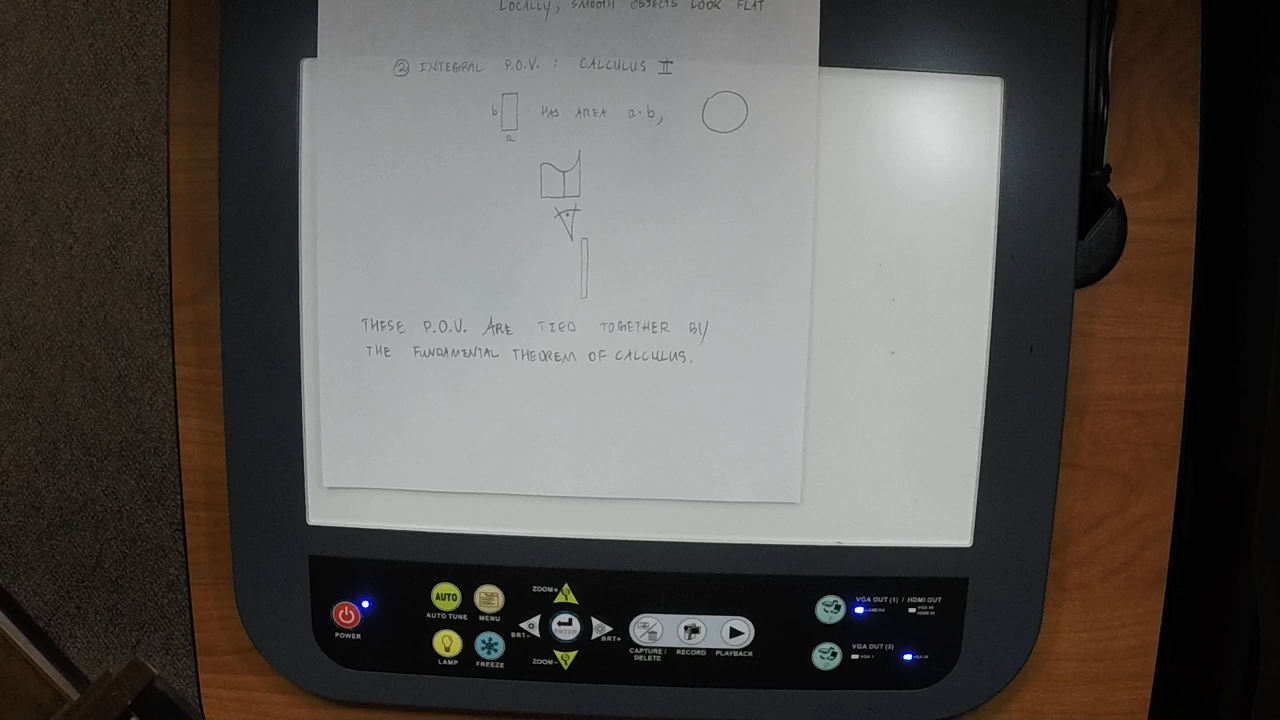 LOCALLY, SMOOTH OBJECTS LOOK FLAT
② INTEGRAL P.O.V. : CALCULUS II
b HAS AREA a·b,
a
THESE P.O.V. ARE TIED TOGETHER BY
THE FUNDAMENTAL THEOREM OF CALCULUS.
POWER
AUTO
AUTO TUNE
MENU
LAMP
FREEZE
ZOOM+
BRT-
ENTER
BRT+
ZOOM-
CAPTURE / DELETE
RECORD
PLAYBACK
VGA OUT (1) / HDMI OUT
CAMERA
VGA OUT (2)